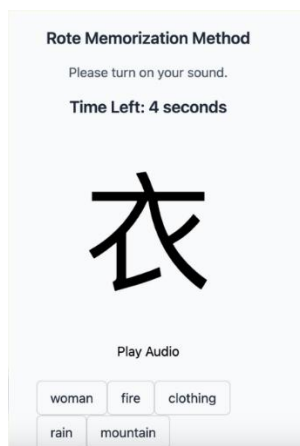 Rote Memorization Method
Please turn on your sound.
Time Left: 4 seconds
衣
Play Audio
woman fire clothing
rain mountain